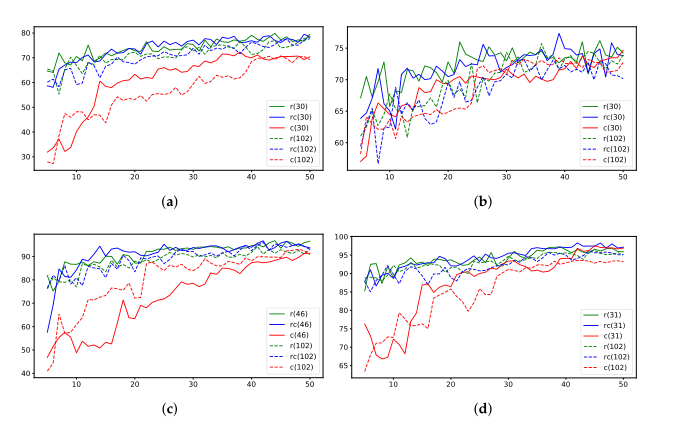 80
70
60
50
40
30
r(30)
rc(30)
c(30)
r(102)
rc(102)
c(102)
10 20 30 40 50
(a)
75
70
65
60
r(30)
rc(30)
c(30)
r(102)
rc(102)
c(102)
10 20 30 40 50
(b)
90
80
70
60
50
40
r(46)
rc(46)
c(46)
r(102)
rc(102)
c(102)
10 20 30 40 50
(c)
100
95
90
85
80
75
70
65
r(31)
rc(31)
c(31)
r(102)
rc(102)
c(102)
10 20 30 40 50
(d)